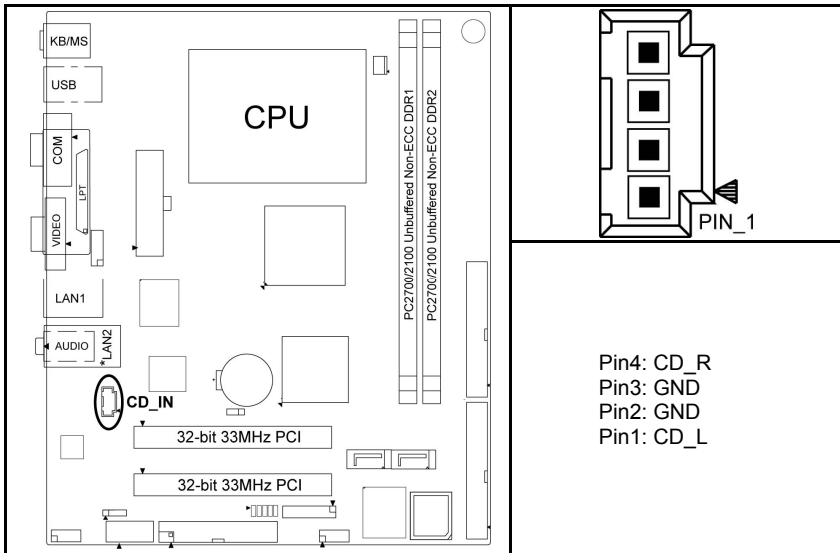 KB/MS
USB
CPU
COM
LPT
VIDEO
PC2700/2100 Unbuffered Non-ECC DDR1
PC2700/2100 Unbuffered Non-ECC DDR2
LAN1
AUDIO
*LAN2
CD_IN
32-bit 33MHz PCI
32-bit 33MHz PCI
PIN_1
Pin4: CD_R
Pin3: GND
Pin2: GND
Pin1: CD_L